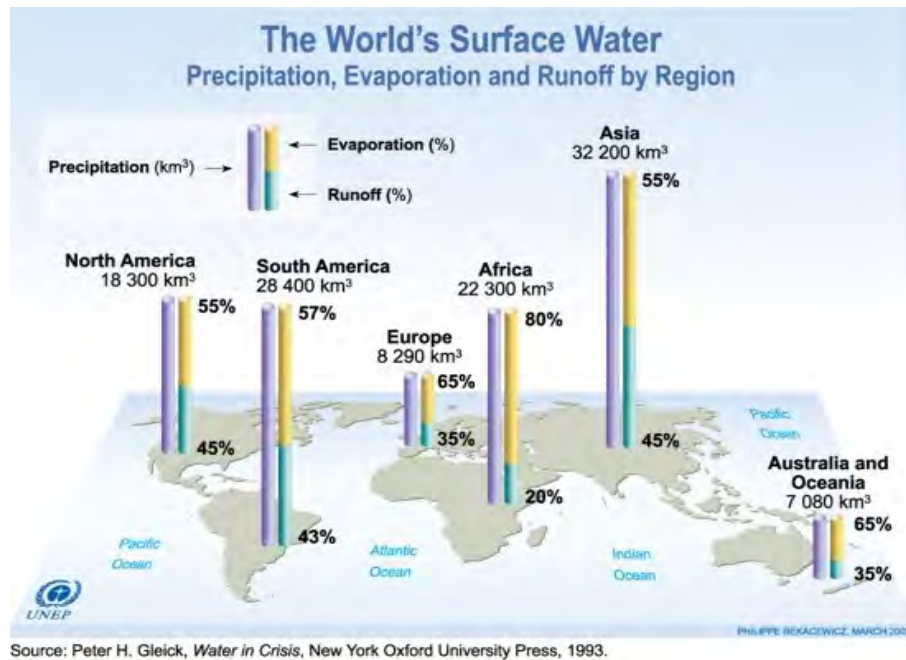 The World's Surface Water
Precipitation, Evaporation and Runoff by Region
Precipitation (km³)
Evaporation (%)
Runoff (%)
North America
18 300 km³
55%
45%
South America
28 400 km³
57%
43%
Europe
8 290 km³
65%
35%
Africa
22 300 km³
80%
20%
Asia
32 200 km³
55%
45%
Australia and
Oceania
7 080 km³
65%
35%
Pacific
Ocean
Pacific
Ocean
Atlantic
Ocean
Indian
Ocean
UNEP
PHILIPPE REKACEWICZ, MARCH
Source: Peter H. Gleick, Water in Crisis, New York Oxford University Press, 1993.